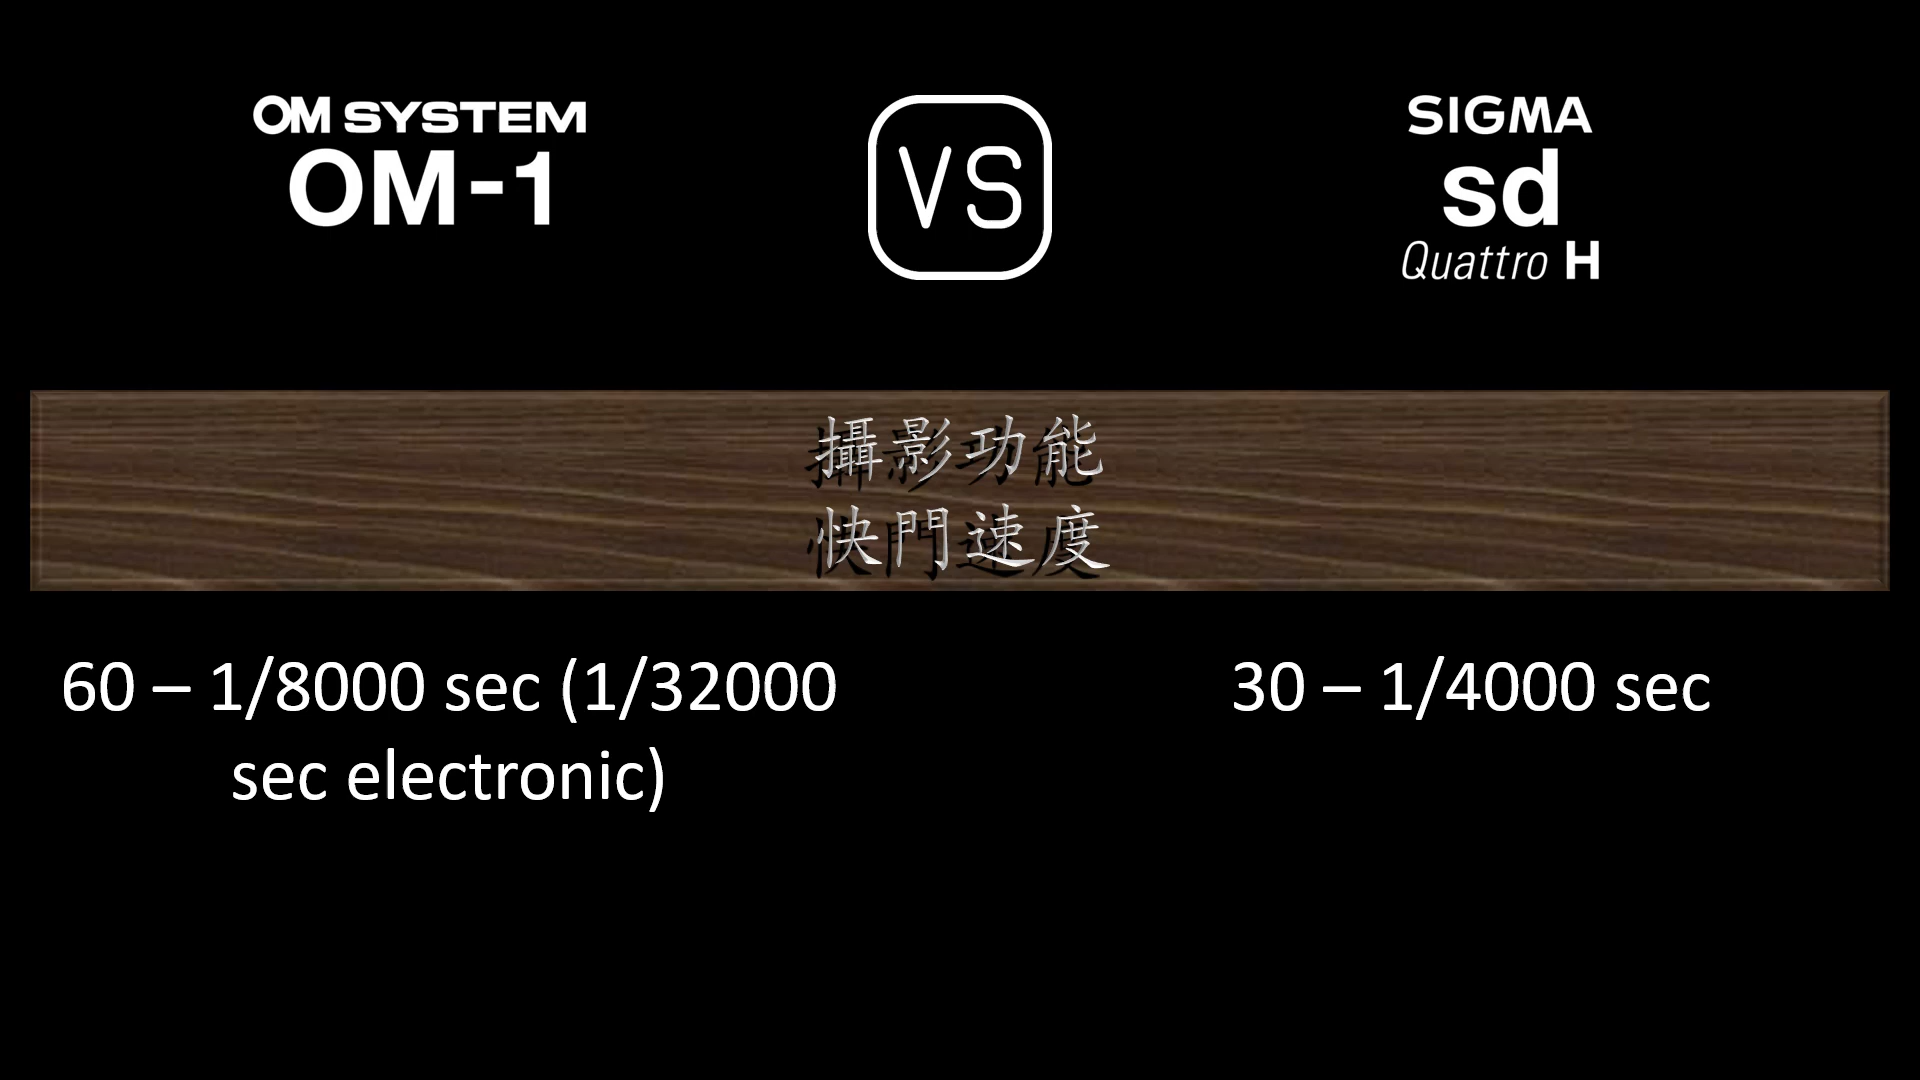 OM SYSTEM
OM-1
VS
SIGMA
sd
Quattro H
攝影功能
快門速度
60 – 1/8000 sec (1/32000
sec electronic)
30 – 1/4000 sec